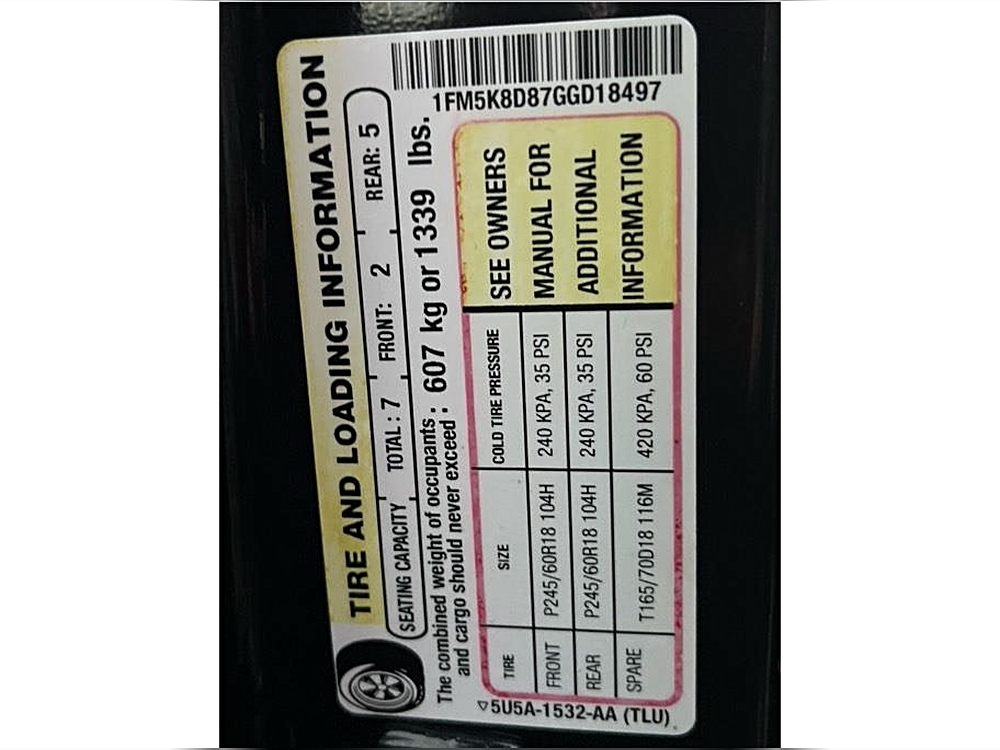 TIRE AND LOADING INFORMATION
SEATING CAPACITY TOTAL : 7 FRONT: 2 REAR: 5
The combined weight of occupants and cargo should never exceed : 607 kg or 1339 lbs.
1FM5K8D87GGD18497
TIRE SIZE COLD TIRE PRESSURE
FRONT P245/60R18 104H 240 KPA, 35 PSI
REAR P245/60R18 104H 240 KPA, 35 PSI
SPARE T165/70D18 116M 420 KPA, 60 PSI
SEE OWNERS
MANUAL FOR
ADDITIONAL
INFORMATION
▽5U5A-1532-AA (TLU)